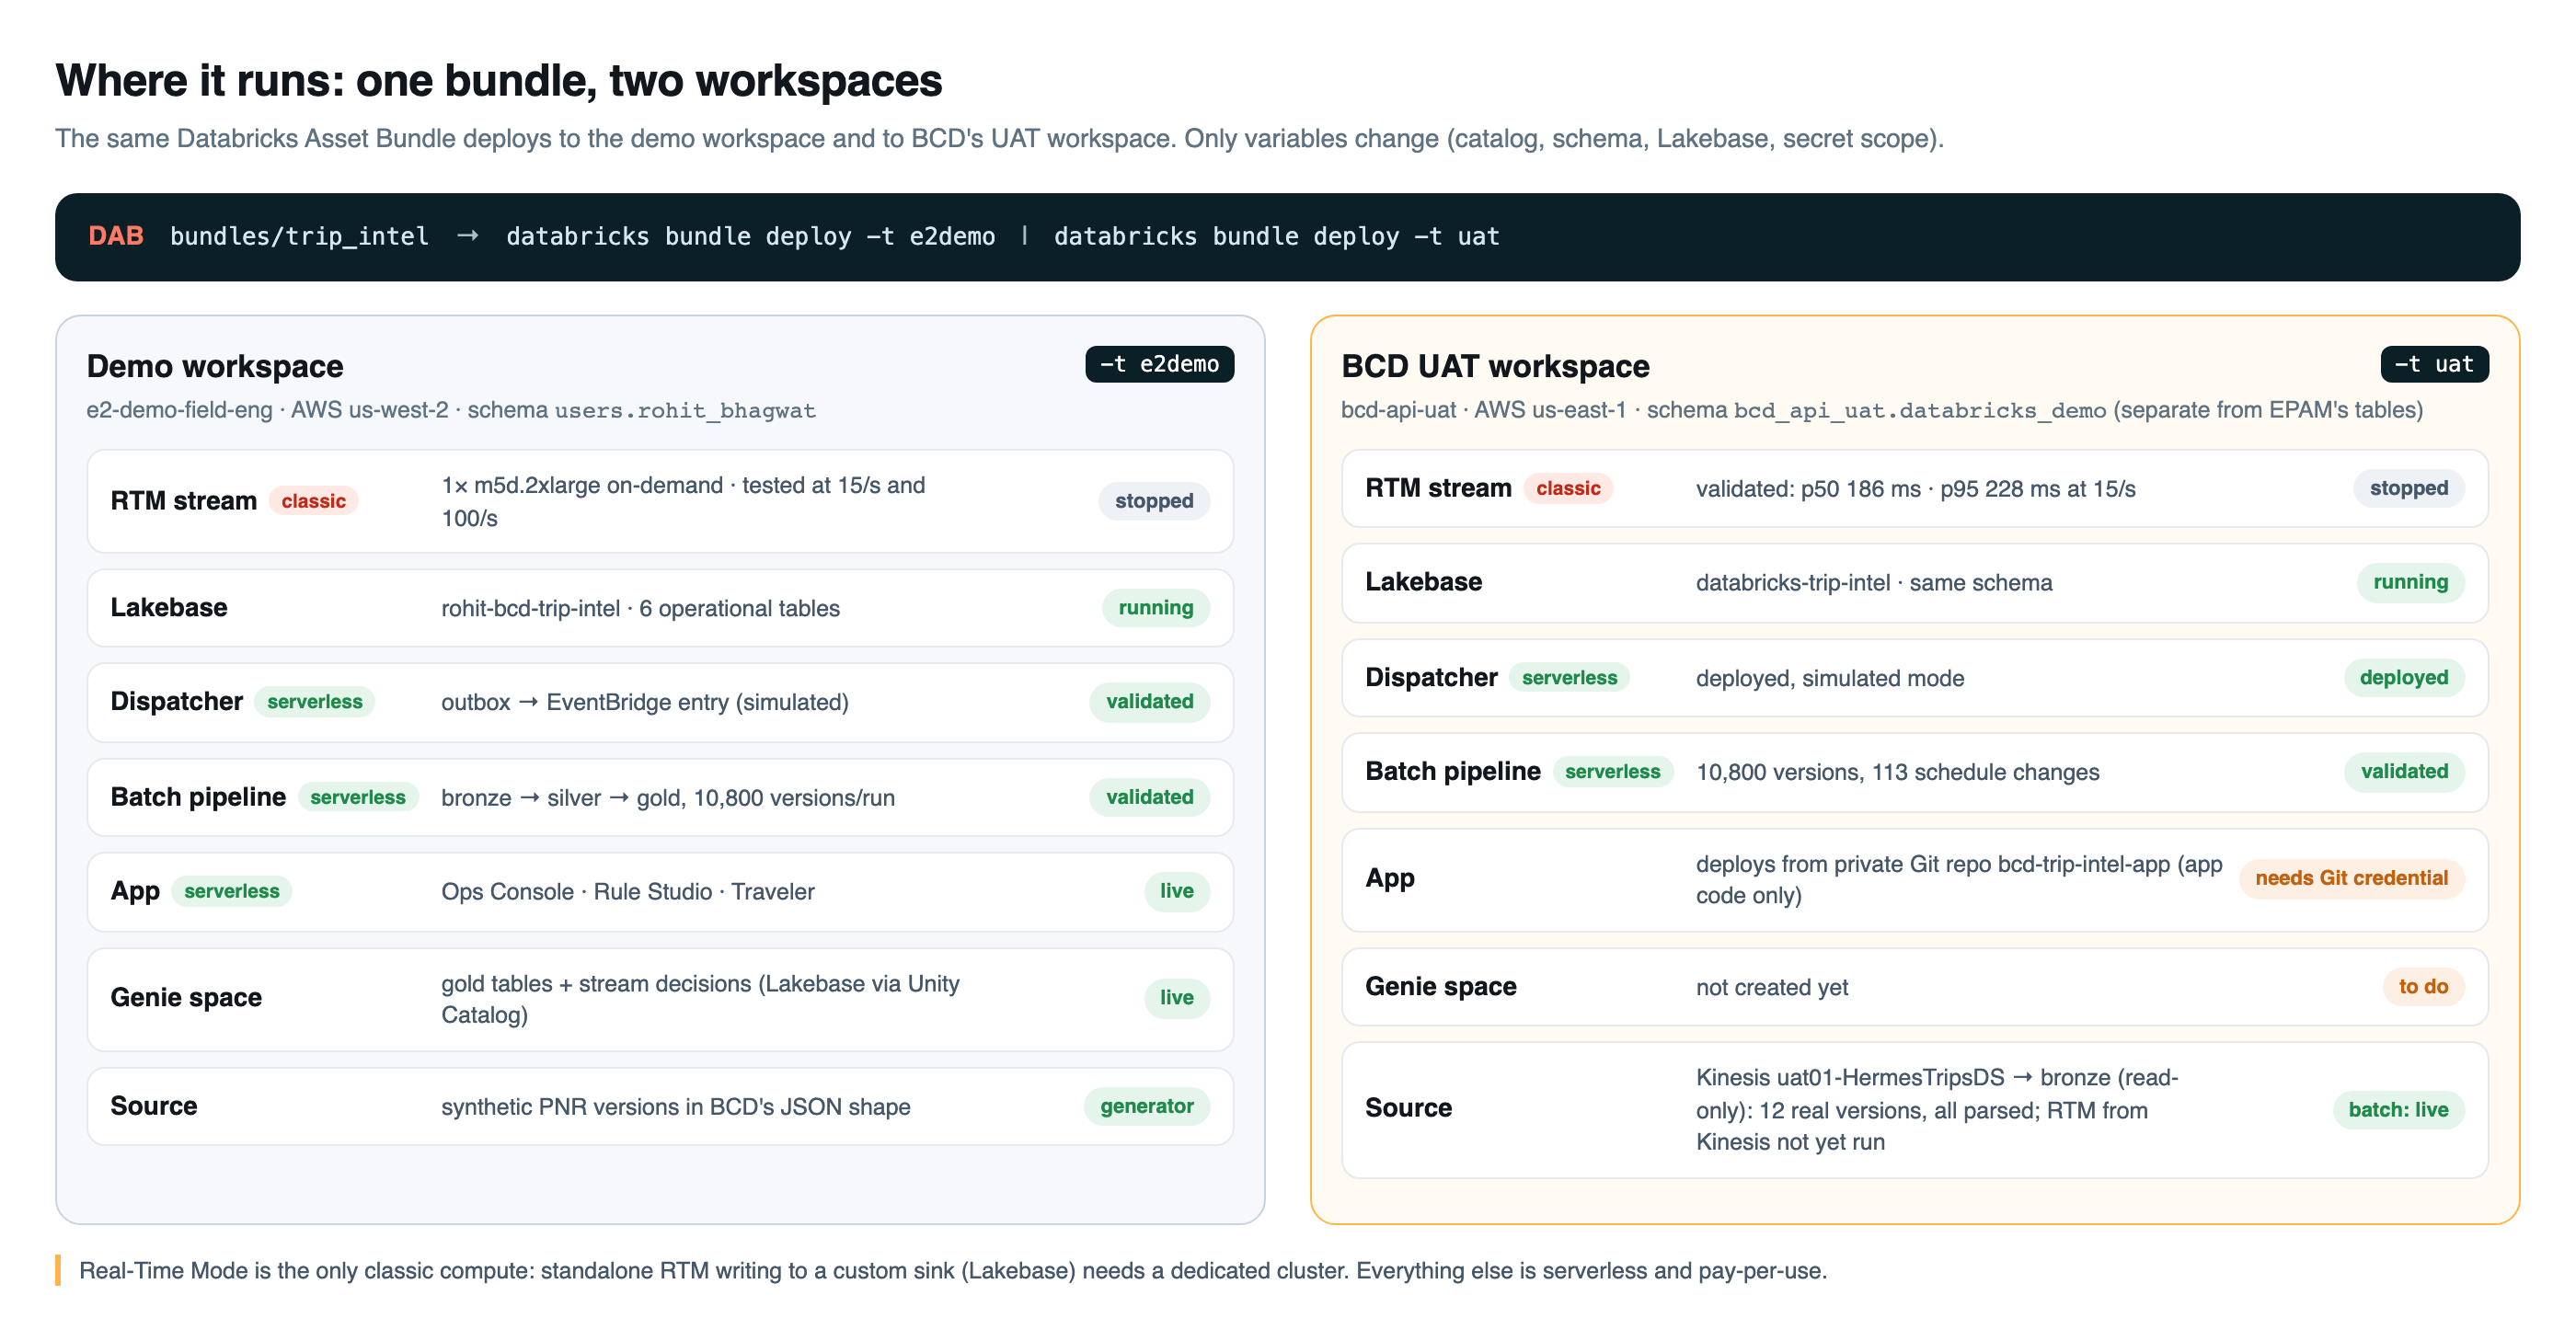 Where it runs: one bundle, two workspaces
The same Databricks Asset Bundle deploys to the demo workspace and to BCD's UAT workspace. Only variables change (catalog, schema, Lakebase, secret scope).
DAB bundles/trip_intel → databricks bundle deploy -t e2demo | databricks bundle deploy -t uat
Demo workspace -t e2demo
e2-demo-field-eng · AWS us-west-2 · schema users.rohit_bhagwat
RTM stream classic 1× m5d.2xlarge on-demand · tested at 15/s and
100/s
stopped
Lakebase rohit-bcd-trip-intel · 6 operational tables running
Dispatcher serverless outbox → EventBridge entry (simulated) validated
Batch pipeline serverless bronze → silver → gold, 10,800 versions/run validated
App serverless Ops Console · Rule Studio · Traveler live
Genie space gold tables + stream decisions (Lakebase via Unity
Catalog)
live
Source synthetic PNR versions in BCD's JSON shape generator
BCD UAT workspace -t uat
bcd-api-uat · AWS us-east-1 · schema bcd_api_uat.databricks_demo (separate from EPAM's tables)
RTM stream classic validated: p50 186 ms · p95 228 ms at 15/s stopped
Lakebase databricks-trip-intel · same schema running
Dispatcher serverless deployed, simulated mode deployed
Batch pipeline serverless 10,800 versions, 113 schedule changes validated
App deploys from private Git repo bcd-trip-intel-app (app
code only)
needs Git credential
Genie space not created yet to do
Source Kinesis uat01-HermesTripsDS → bronze (read-
only): 12 real versions, all parsed; RTM from
Kinesis not yet run
batch: live
Real-Time Mode is the only classic compute: standalone RTM writing to a custom sink (Lakebase) needs a dedicated cluster. Everything else is serverless and pay-per-use.